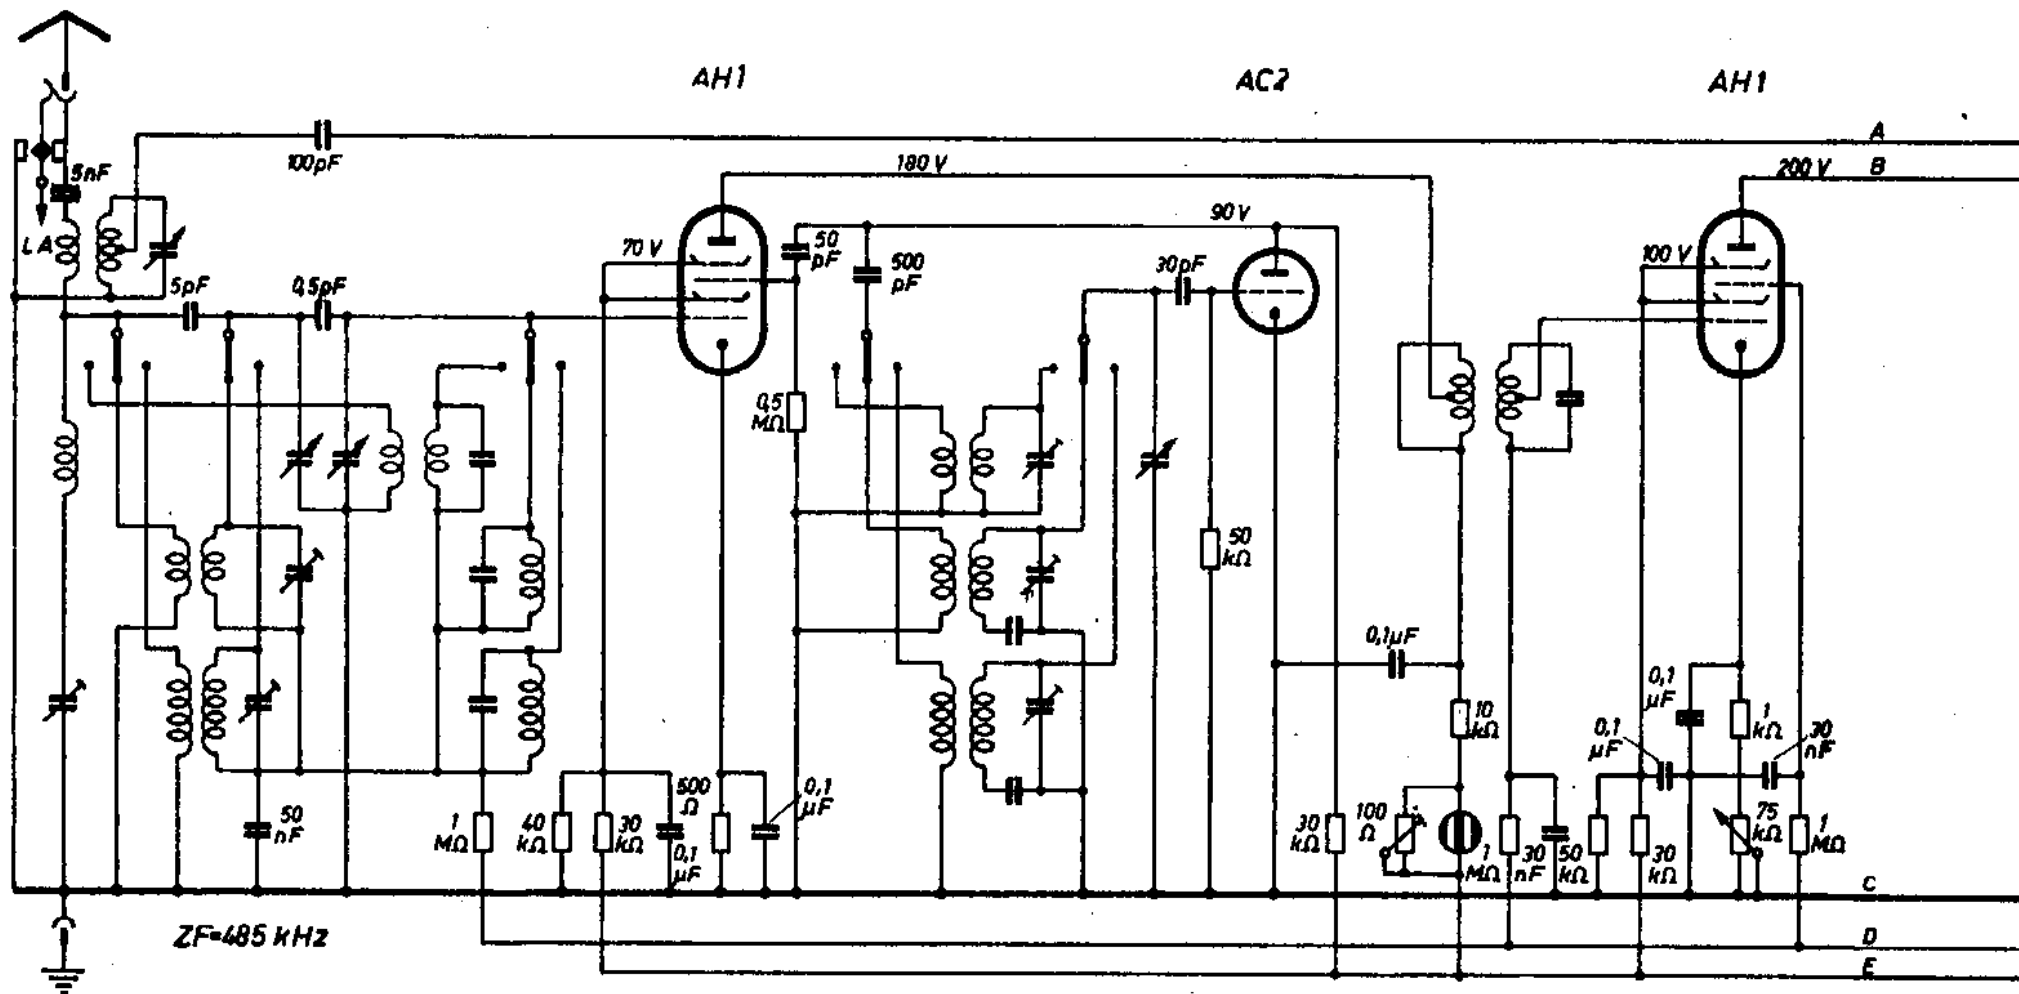 AH1
AC2
AH1
A
100pF
180 V
200 V
B
5nF
LA
90V
70 V
50
pF
500
pF
30pF
100 V
5pF
0,5pF
0,5
MΩ
50
kΩ
0,1µF
0,1
µF
10
kΩ
1
kΩ
0,1
µF
30
nF
50
nF
1
MΩ
40
kΩ
30
kΩ
500
Ω
0,1
µF
0,1
µF
30
kΩ
100
Ω
1
MΩ
30
nF
50
kΩ
30
kΩ
75
kΩ
1
MΩ
C
ZF=485 kHz
D
E